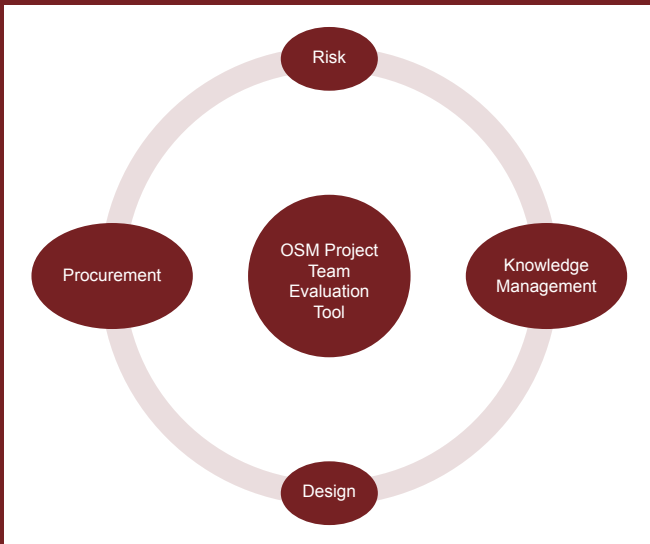 Risk
Procurement
OSM Project
Team
Evaluation
Tool
Knowledge
Management
Design